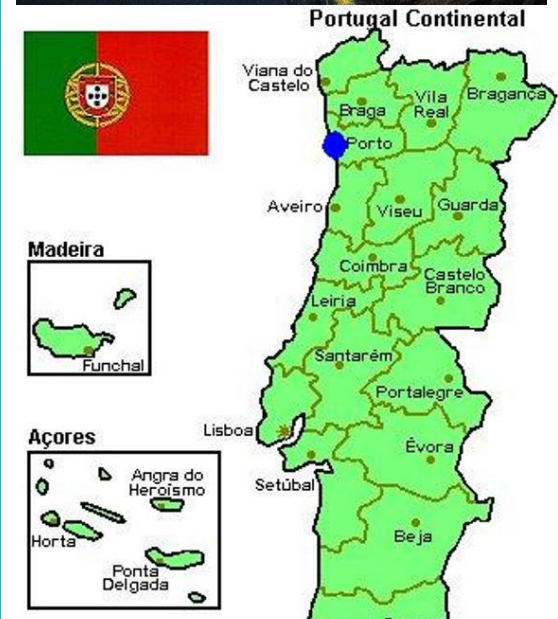 Portugal Continental
Viana do
Castelo
Braga
Vila
Real
Bragança
Porto
Aveiro
Viseu
Guarda
Madeira
Coimbra
Castelo
Branco
Leiria
Funchal
Santarém
Portalegre
Açores
Lisboa
Évora
Angra do
Heroísmo
Setúbal
Horta
Beja
Ponta
Delgada